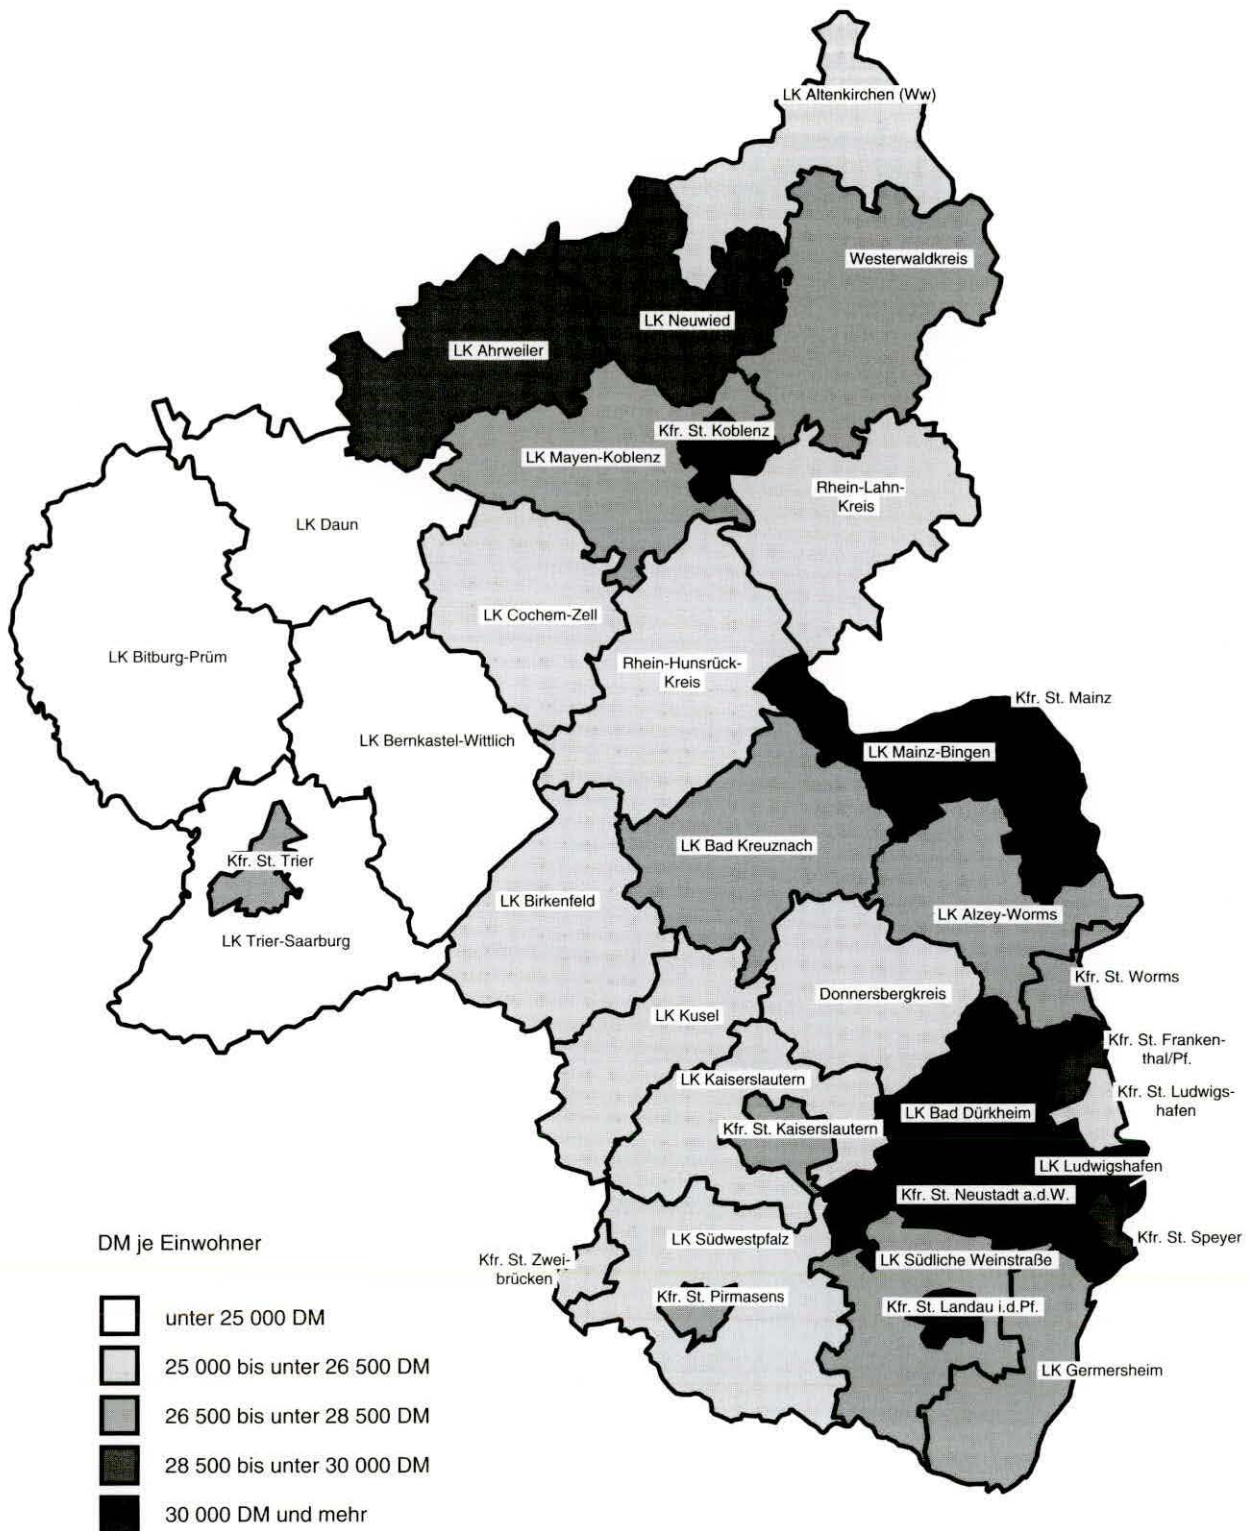 LK Altenkirchen (Ww)
Westerwaldkreis
LK Neuwied
LK Ahrweiler
Kfr. St. Koblenz
LK Mayen-Koblenz
Rhein-Lahn-
Kreis
LK Daun
LK Cochem-Zell
LK Bitburg-Prüm
Rhein-Hunsrück-
Kreis
Kfr. St. Mainz
LK Bernkastel-Wittlich
LK Mainz-Bingen
LK Bad Kreuznach
Kfr. St. Trier
LK Birkenfeld
LK Alzey-Worms
LK Trier-Saarburg
Kfr. St. Worms
Donnersbergkreis
LK Kusel
Kfr. St. Franken-
thal/Pf.
LK Kaiserslautern
Kfr. St. Ludwigs-
hafen
LK Bad Dürkheim
Kfr. St. Kaiserslautern
LK Ludwigshafen
Kfr. St. Neustadt a.d.W.
LK Südwestpfalz
Kfr. St. Speyer
Kfr. St. Zwei-
brücken
LK Südliche Weinstraße
Kfr. St. Pirmasens
Kfr. St. Landau i.d.Pf.
LK Germersheim
DM je Einwohner
unter 25 000 DM
25 000 bis unter 26 500 DM
26 500 bis unter 28 500 DM
28 500 bis unter 30 000 DM
30 000 DM und mehr